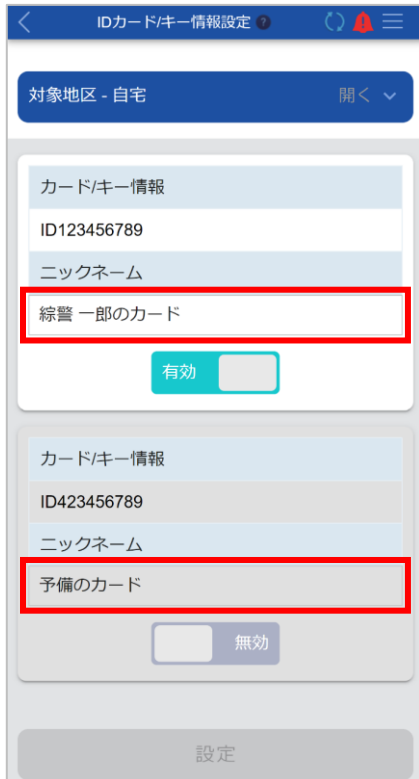 IDカード/キー情報設定 ?
対象地区 - 自宅 開く
カード/キー情報
ID123456789
ニックネーム
綜警 一郎のカード
有効
カード/キー情報
ID423456789
ニックネーム
予備のカード
無効
設定